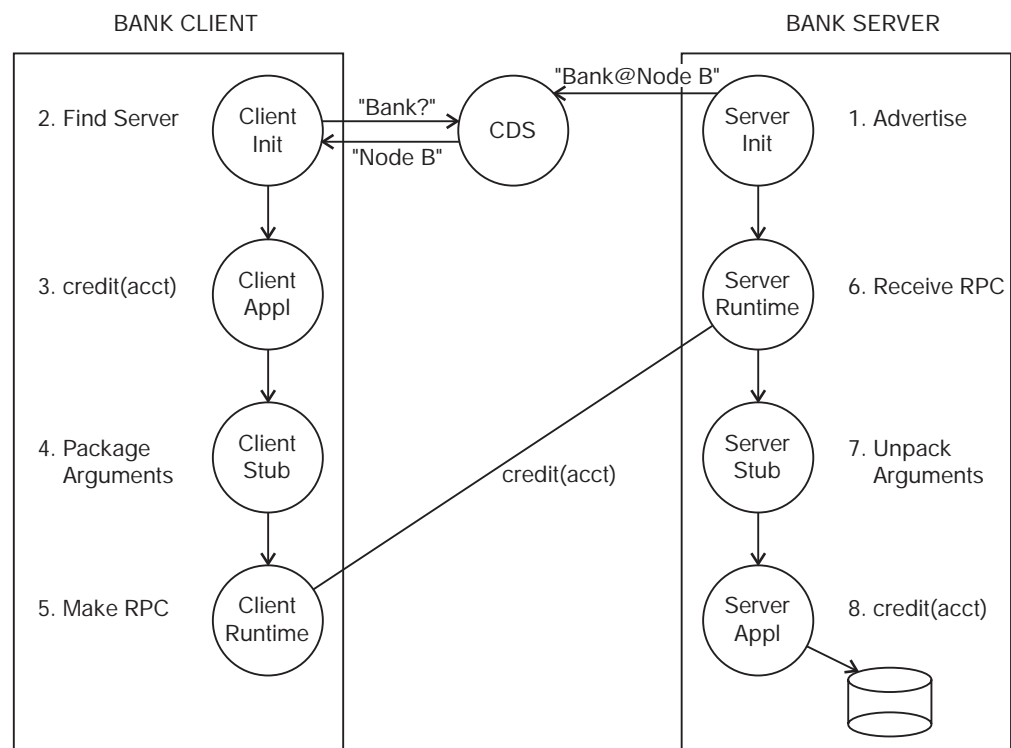 BANK CLIENT
BANK SERVER
2. Find Server
Client
Init
"Bank?"
"Node B"
CDS
"Bank@Node B"
Server
Init
1. Advertise
3. credit(acct)
Client
Appl
Server
Runtime
6. Receive RPC
4. Package
Arguments
Client
Stub
credit(acct)
Server
Stub
7. Unpack
Arguments
5. Make RPC
Client
Runtime
Server
Appl
8. credit(acct)